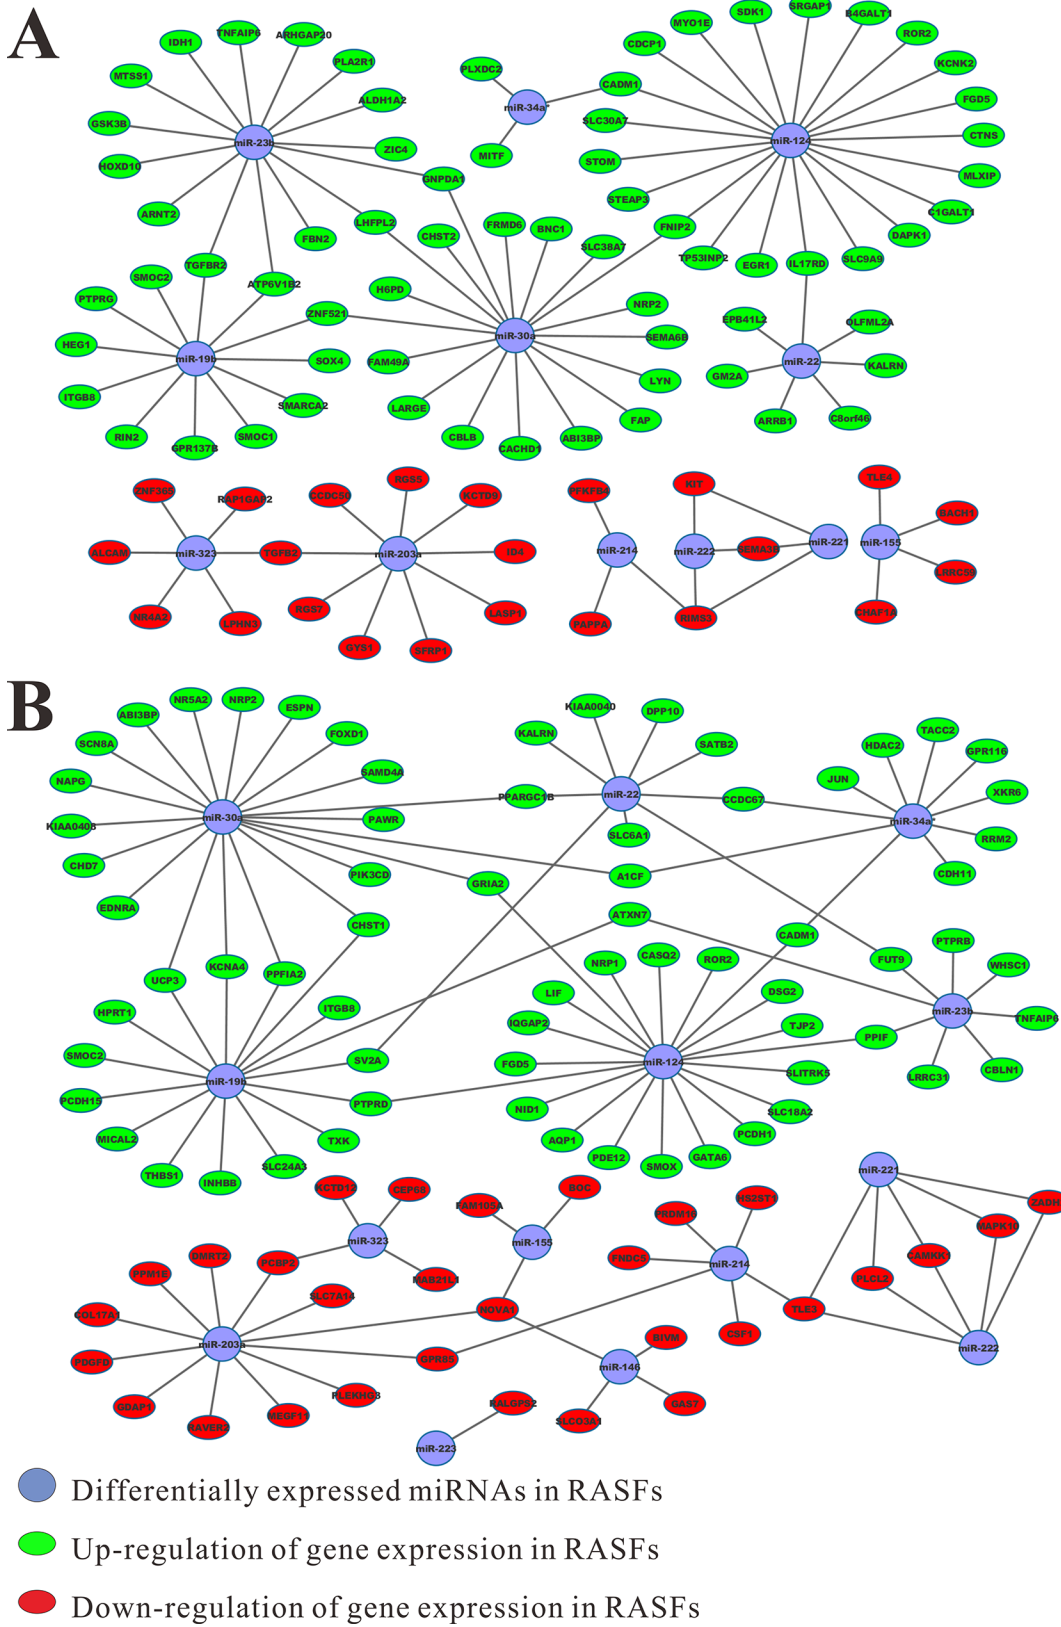 A
IDH1
TNFAIP6
ARHGAP20
PLA2R1
MTSS1
ALDH1A2
GSK3B
miR-23b
ZIC4
HOXD10
GNPDA1
ARNT2
LHFPL2
FBN2
TGFBR2
ATP6V1B2
PLXDC2
miR-34a*
CADM1
MITF
SRGAP1
SDK1
B4GALT1
MYO1E
ROR2
CDCP1
KCNK2
FGD5
SLC30A7
CTNS
miR-124
STOM
MLXIP
STEAP3
C1GALT1
FNIP2
DAPK1
TP53INP2
EGR1
IL17RD
SLC9A9
SMOC2
PTPRG
ZNF521
HEG1
miR-19b
SOX4
ITGB8
SMARCA2
RIN2
GPR137B
SMOC1
CHST2
FRMD6
BNC1
SLC38A7
H6PD
NRP2
miR-30a
SEMA6B
FAM49A
LYN
LARGE
FAP
CBLB
CACHD1
ABI3BP
EPB41L2
OLFML2A
miR-22
KALRN
GM2A
ARRB1
C8orf46
ZNF365
RAP1GAP2
ALCAM
miR-323
TGFB2
NR4A2
LPHN3
CCDC50
RGS5
KCTD9
miR-203a
ID4
RGS7
LASP1
GYS1
SFRP1
PFKFB4
miR-214
PAPPA
KIT
miR-222
SEMA3B
miR-221
RIMS3
TLE4
BACH1
miR-155
LRRC59
CHAF1A
B
ABI3BP
NR5A2
NRP2
ESPN
SCN8A
FOXD1
NAPG
SAMD4A
KIAA0408
miR-30a
PAWR
CHD7
PIK3CD
EDNRA
GRIA2
CHST1
KIAA0040
DPP10
KALRN
SATB2
PPARGC1B
miR-22
CCDC67
SLC6A1
A1CF
ATXN7
HDAC2
TACC2
GPR116
JUN
XKR6
miR-34a*
RRM2
CDH11
CADM1
FUT9
PTPRB
WHSC1
miR-23b
TNFAIP6
PPIF
LRRC31
CBLN1
UCP3
KCNA4
PPFIA2
HPRT1
ITGB8
SMOC2
SV2A
miR-19b
PCDH15
PTPRD
MICAL2
TXK
THBS1
INHBB
SLC24A3
NRP1
CASQ2
ROR2
LIF
DSG2
IQGAP2
TJP2
FGD5
miR-124
SLITRK5
NID1
SLC18A2
AQP1
PCDH1
PDE12
SMOX
GATA6
KCTD12
CEP68
miR-323
PCBP2
MAB21L1
FAM105A
BOC
miR-155
NOVA1
PRDM16
HS2ST1
FNDC5
miR-214
CSF1
miR-221
ZADH2
MAPK10
CAMKK1
PLCL2
TLE3
miR-222
DMRT2
PPM1E
SLC7A14
COL17A1
miR-203a
PDGFD
GPR85
GDAP1
PLEKHG3
RAVER2
MEGF11
BIVM
miR-146
SLCO3A1
GAS7
RALGPS2
miR-223
Differentially expressed miRNAs in RASFs
Up-regulation of gene expression in RASFs
Down-regulation of gene expression in RASFs